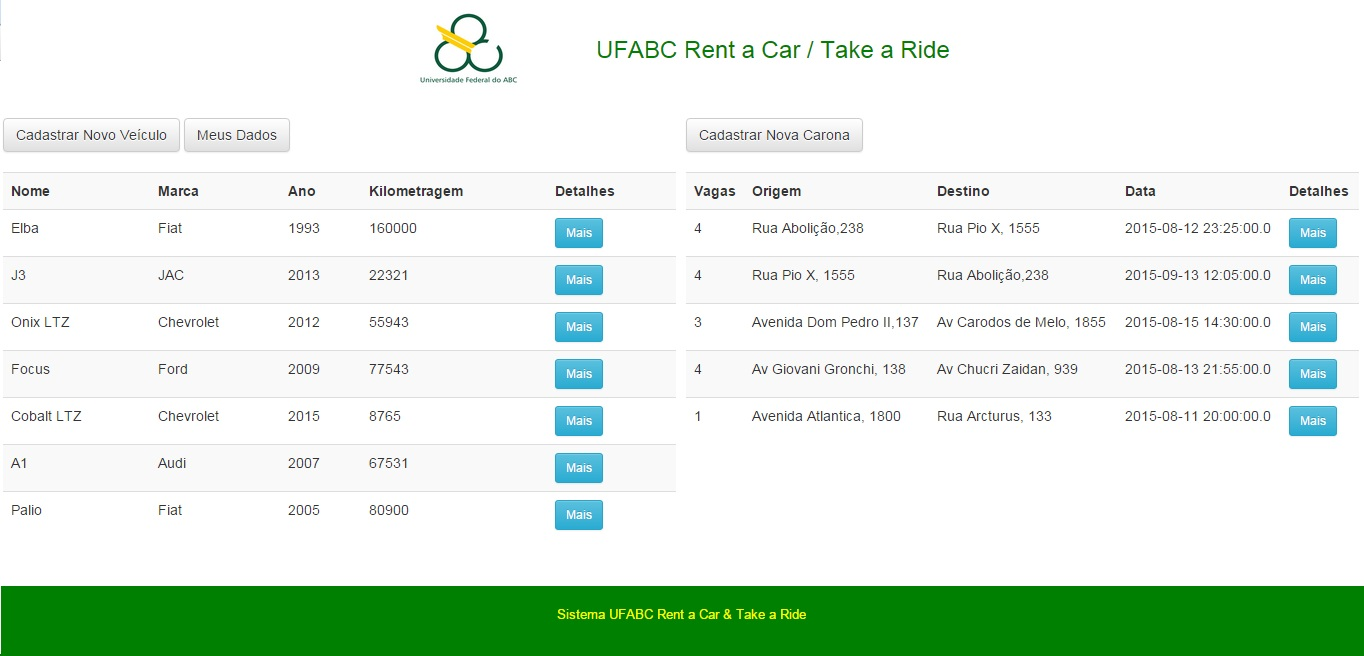 Universidade Federal do ABC
UFABC Rent a Car / Take a Ride
Cadastrar Novo Veículo Meus Dados
Nome Marca Ano Kilometragem Detalhes
Elba Fiat 1993 160000 Mais
J3 JAC 2013 22321 Mais
Onix LTZ Chevrolet 2012 55943 Mais
Focus Ford 2009 77543 Mais
Cobalt LTZ Chevrolet 2015 8765 Mais
A1 Audi 2007 67531 Mais
Palio Fiat 2005 80900 Mais
Cadastrar Nova Carona
Vagas Origem Destino Data Detalhes
4 Rua Abolição,238 Rua Pio X, 1555 2015-08-12 23:25:00.0 Mais
4 Rua Pio X, 1555 Rua Abolição,238 2015-09-13 12:05:00.0 Mais
3 Avenida Dom Pedro II,137 Av Carodos de Melo, 1855 2015-08-15 14:30:00.0 Mais
4 Av Giovani Gronchi, 138 Av Chucri Zaidan, 939 2015-08-13 21:55:00.0 Mais
1 Avenida Atlantica, 1800 Rua Arcturus, 133 2015-08-11 20:00:00.0 Mais
Sistema UFABC Rent a Car & Take a Ride